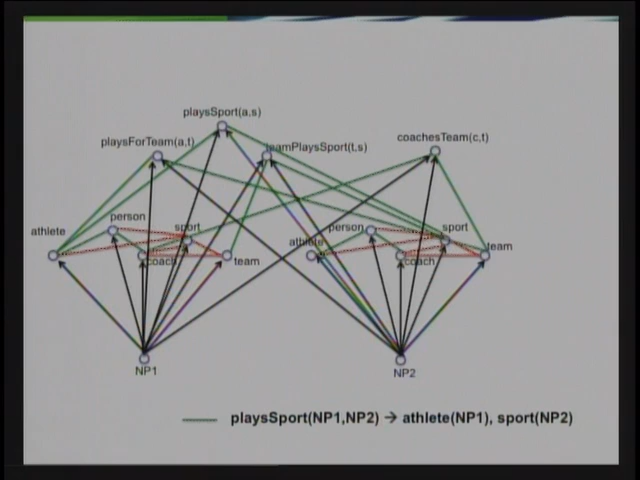 playsSport(a,s)
playsForTeam(a,t)
teamPlaysSport(t,s)
coachesTeam(c,t)
person
sport
athlete
coach
team
person
sport
athlete
coach
team
NP1
NP2
playsSport(NP1,NP2) → athlete(NP1), sport(NP2)